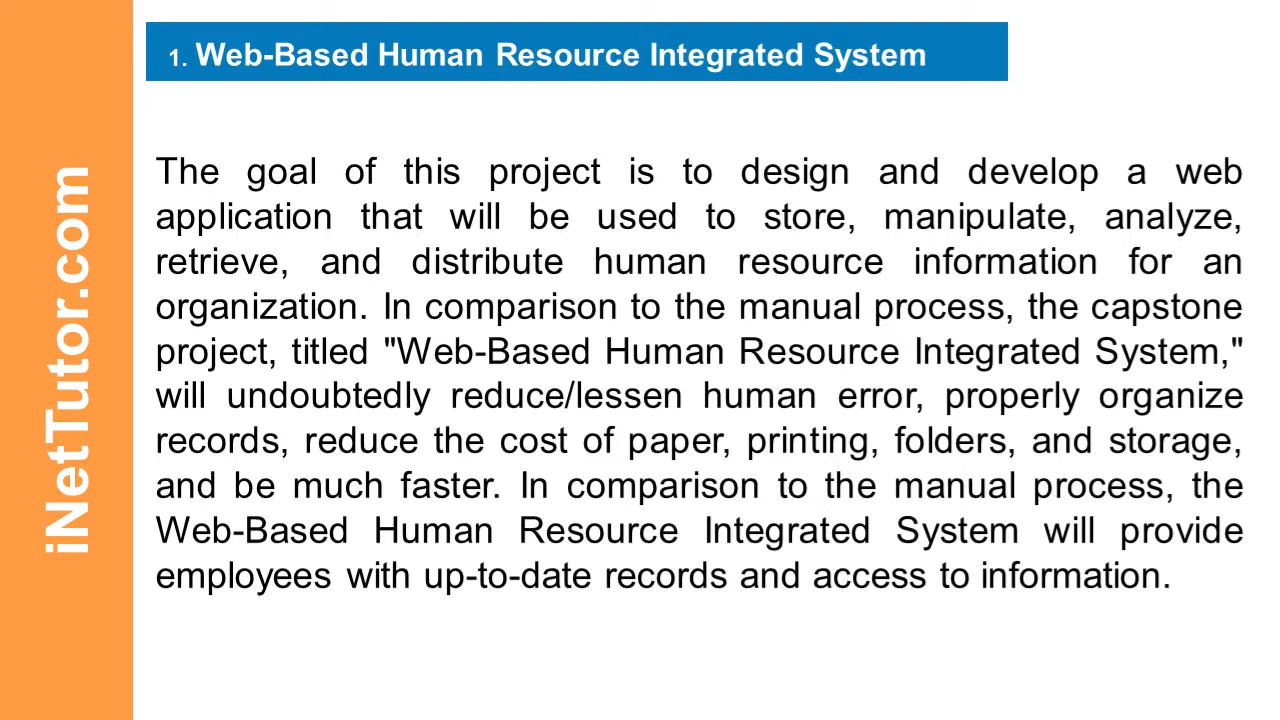 1. Web-Based Human Resource Integrated System
The goal of this project is to design and develop a web
application that will be used to store, manipulate, analyze,
retrieve, and distribute human resource information for an
organization. In comparison to the manual process, the capstone
project, titled "Web-Based Human Resource Integrated System,"
will undoubtedly reduce/lessen human error, properly organize
records, reduce the cost of paper, printing, folders, and storage,
and be much faster. In comparison to the manual process, the
Web-Based Human Resource Integrated System will provide
employees with up-to-date records and access to information.
iNetTutor.com